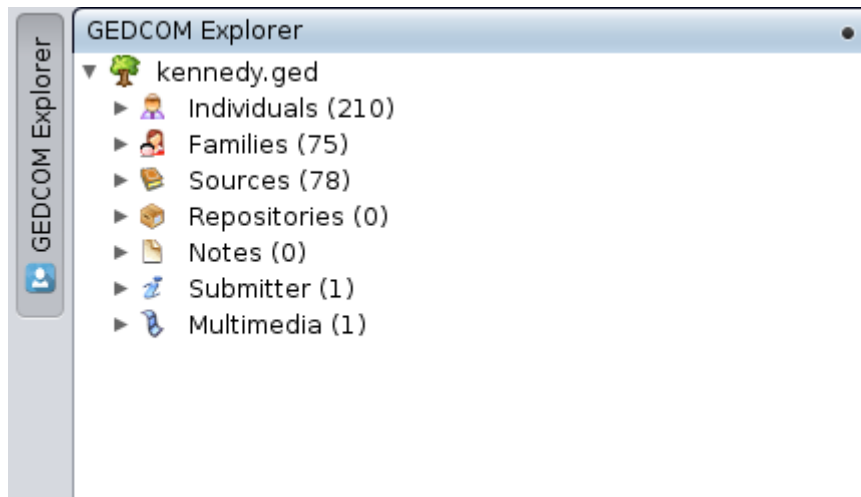 GEDCOM Explorer
GEDCOM Explorer
kennedy.ged
Individuals (210)
Families (75)
Sources (78)
Repositories (0)
Notes (0)
Submitter (1)
Multimedia (1)